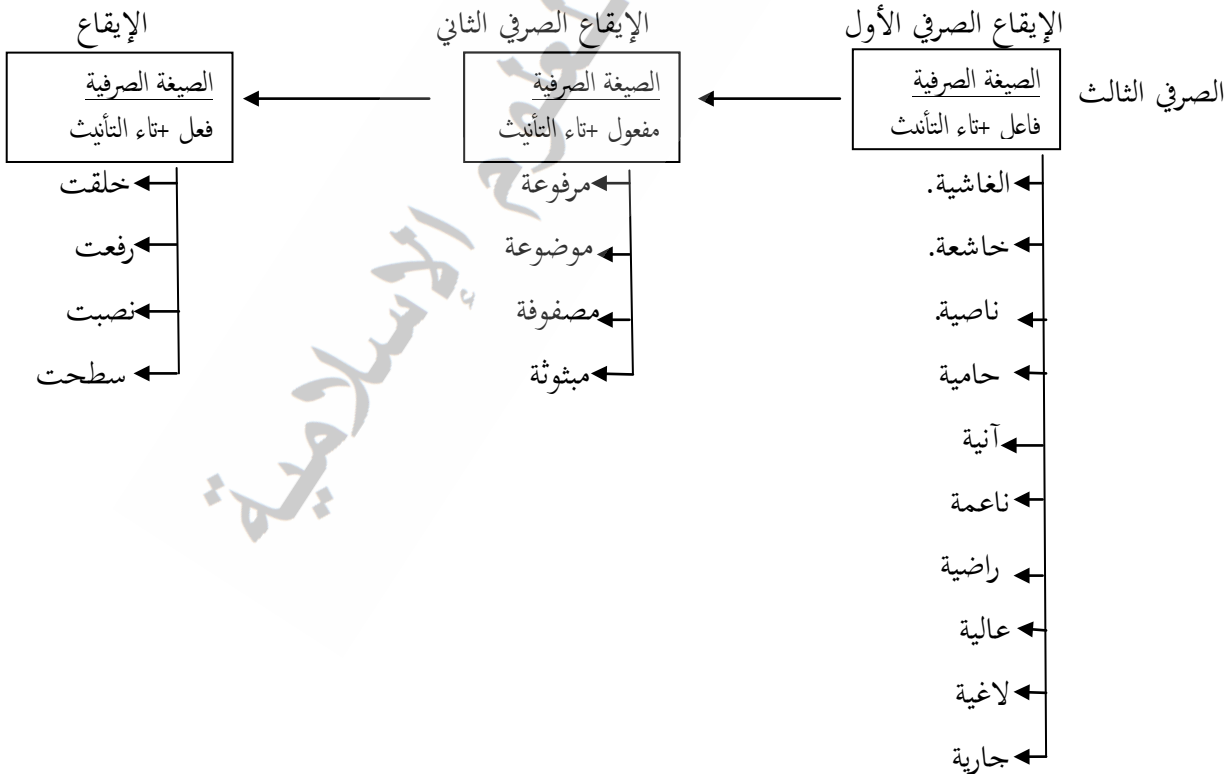 الإيقاع الصرفي الأول الإيقاع الصرفي الثاني الإيقاع
الصرفي الثالث
الصيغة الصرفية
فاعل +تاء التأنث
الغاشية.
خاشعة.
ناصية.
حامية
آنية
ناعمة
راضية
عالية
لاغية
جارية
الصيغة الصرفية
مفعول +تاء التأنيث
مرفوعة
موضوعة
مصفوفة
مبثوثة
الصيغة الصرفية
فعل +تاء التأنيث
خلقت
رفعت
نصبت
سطحت
الإسلامية